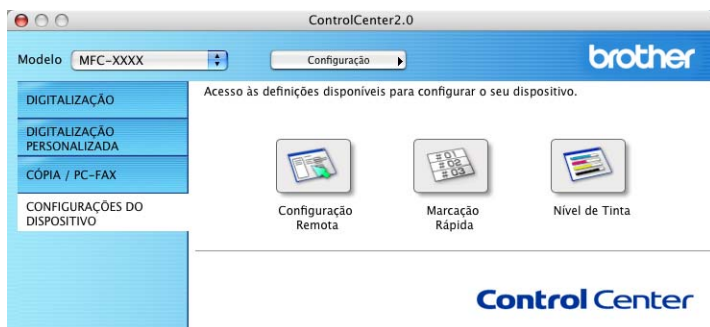 ControlCenter2.0
Modelo MFC-XXXX Configuração brother
DIGITALIZAÇÃO
DIGITALIZAÇÃO
PERSONALIZADA
CÓPIA / PC-FAX
CONFIGURAÇÕES DO
DISPOSITIVO
Acesso às definições disponíveis para configurar o seu dispositivo.
#01
#02
#03
Configuração
Remota
Marcação
Rápida
Nível de Tinta
Control Center